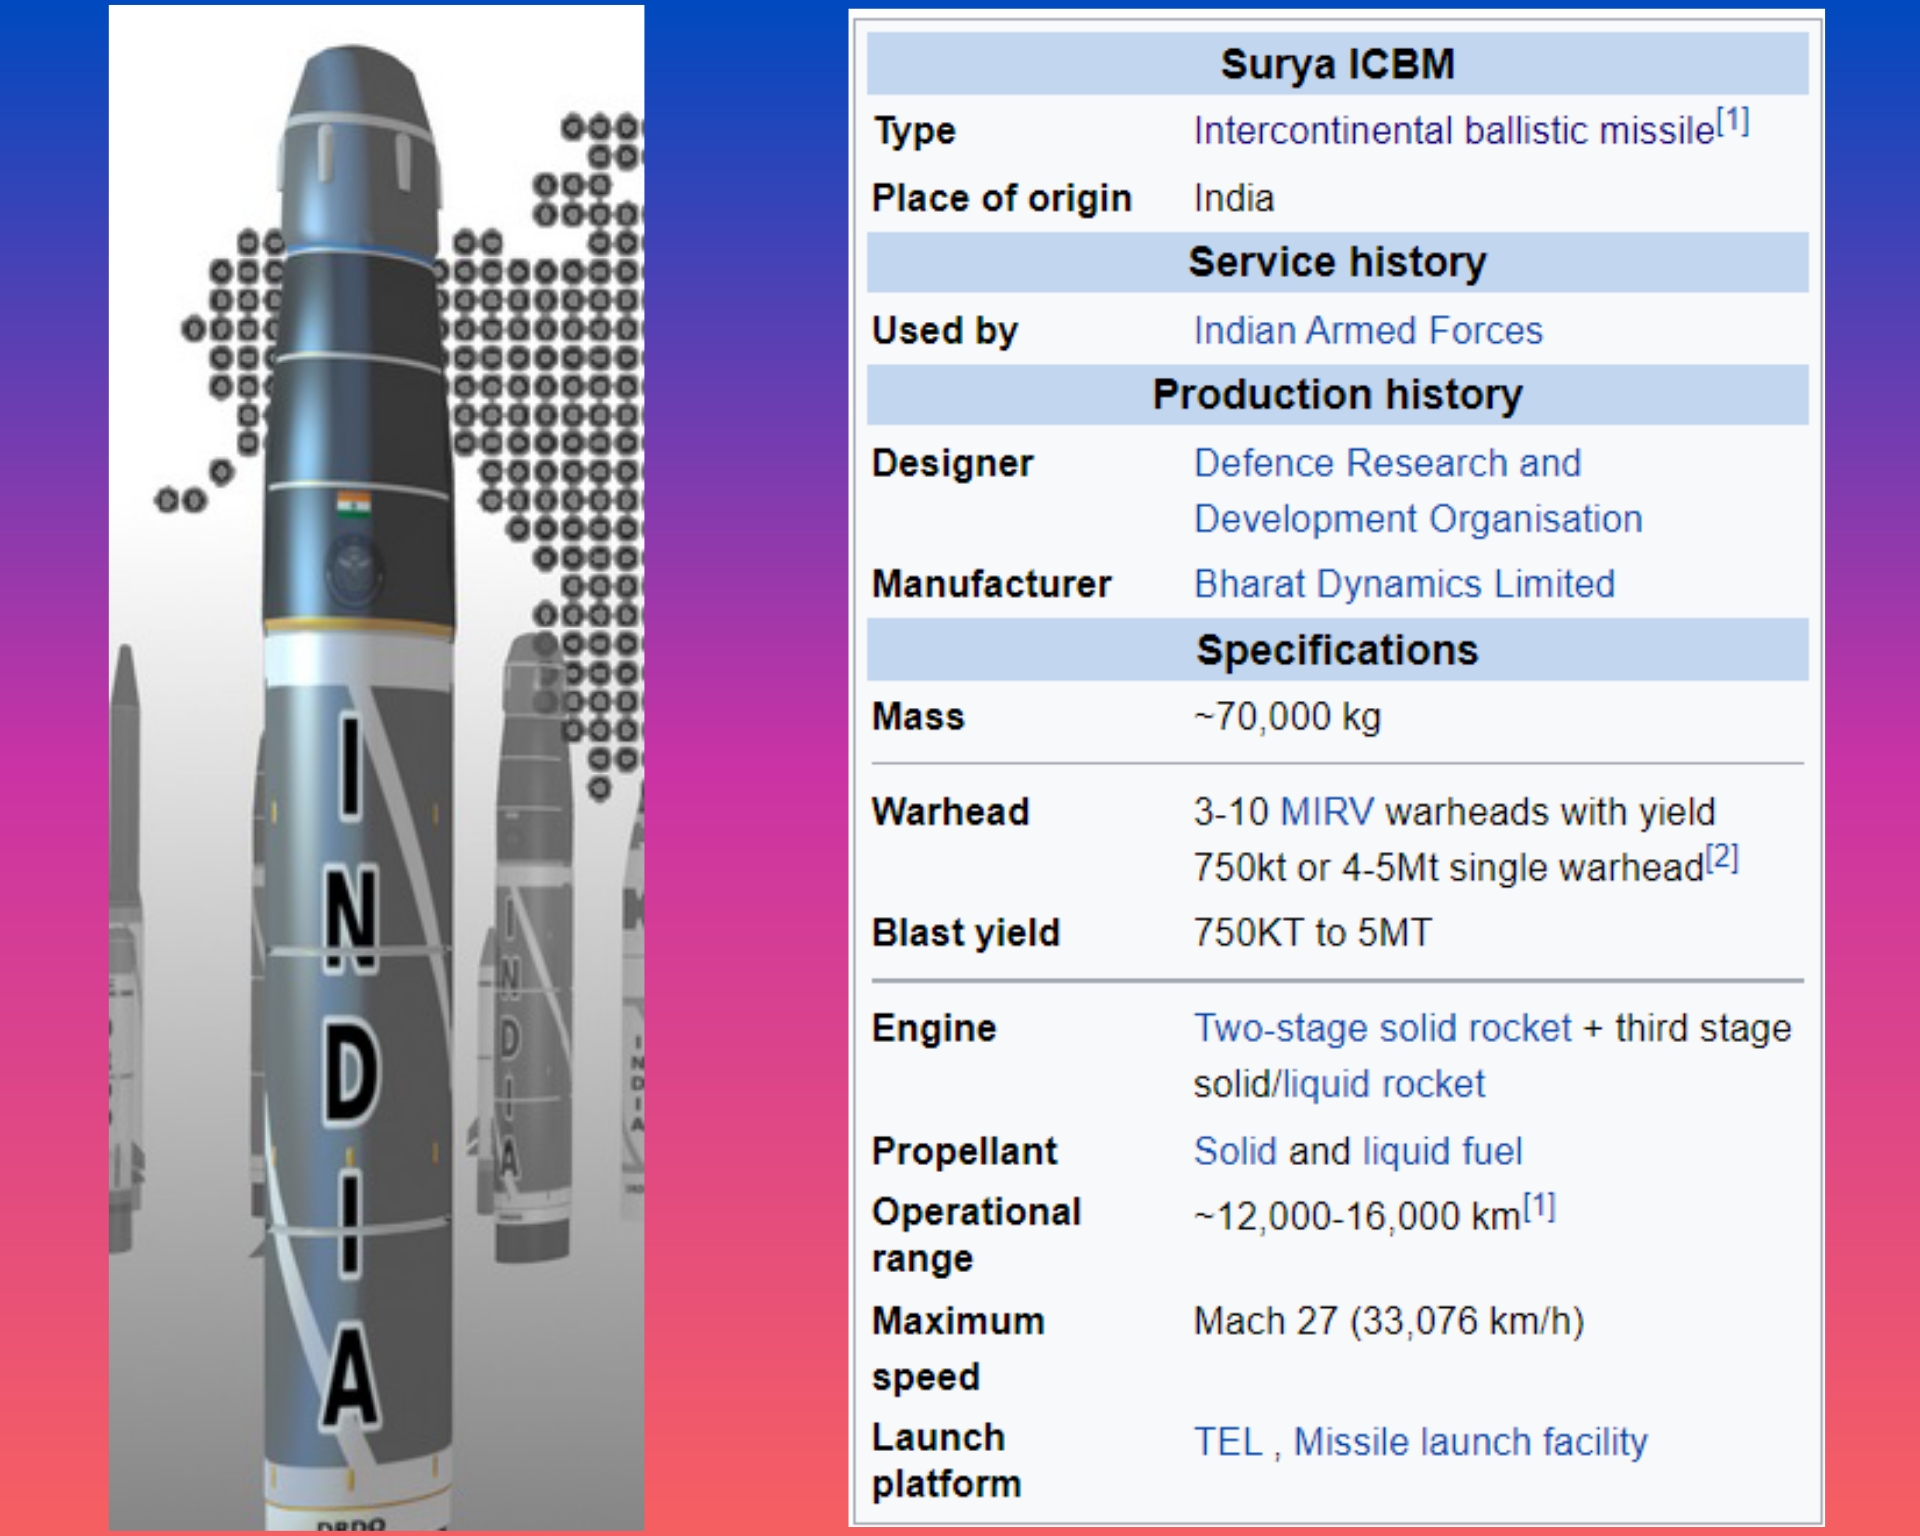 INDIA
DRDO
INDIA
INDIA
Surya ICBM
Type Intercontinental ballistic missile[1]
Place of origin India
Service history
Used by Indian Armed Forces
Production history
Designer Defence Research and
Development Organisation
Manufacturer Bharat Dynamics Limited
Specifications
Mass ~70,000 kg
Warhead 3-10 MIRV warheads with yield
750kt or 4-5Mt single warhead[2]
Blast yield 750KT to 5MT
Engine Two-stage solid rocket + third stage
solid/liquid rocket
Propellant Solid and liquid fuel
Operational ~12,000-16,000 km[1]
range
Maximum Mach 27 (33,076 km/h)
speed
Launch TEL , Missile launch facility
platform